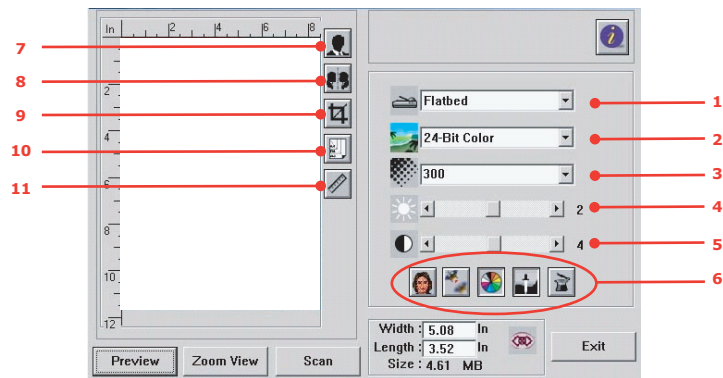 In 2 4 6 8
2
4
6
8
10
12
7
8
9
10
11
Flatbed
24-Bit Color
300
2
4
1
2
3
4
5
6
Preview
Zoom View
Scan
Width : 5.08 In
Length : 3.52 In
Size : 4.61 MB
Exit